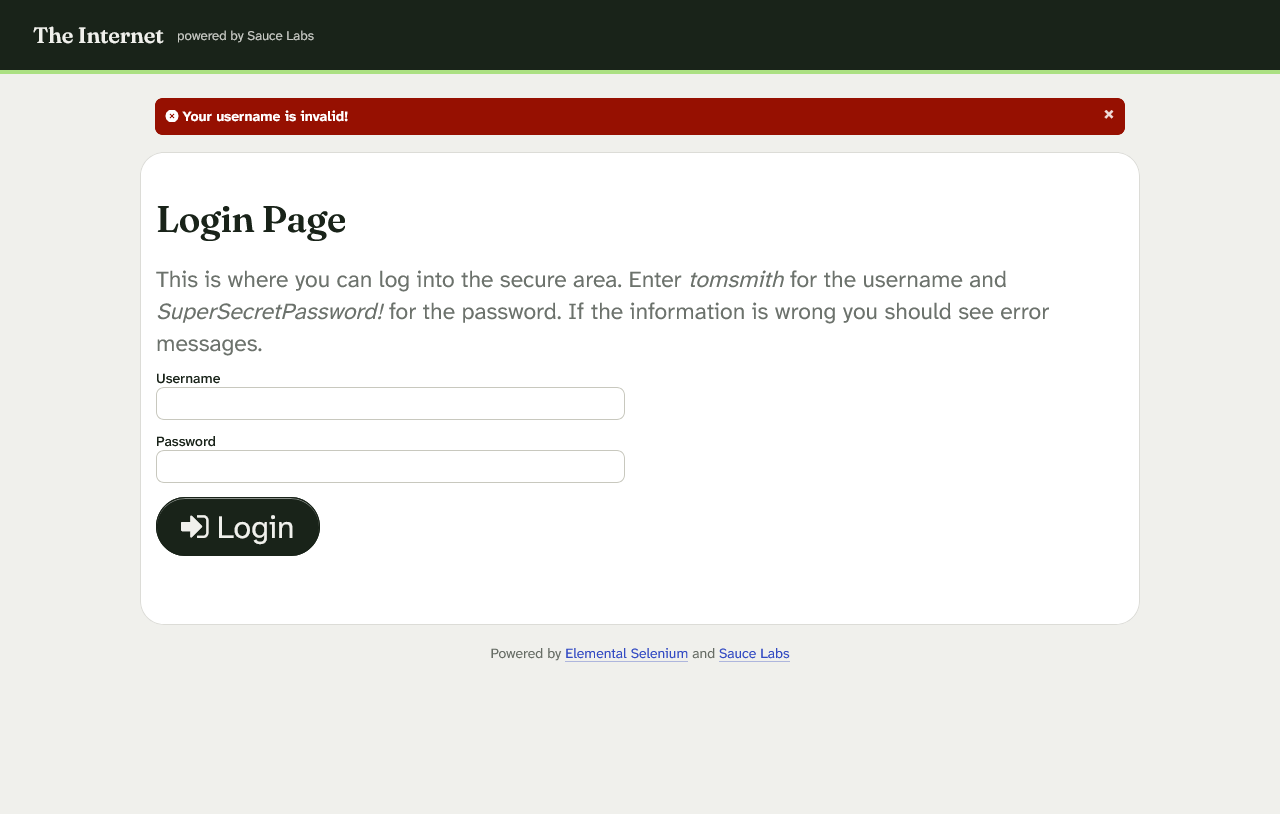 The Internet powered by Sauce Labs
Your username is invalid!
Login Page
This is where you can log into the secure area. Enter tomsmith for the username and
SuperSecretPassword! for the password. If the information is wrong you should see error
messages.
Username
Password
Login
Powered by Elemental Selenium and Sauce Labs